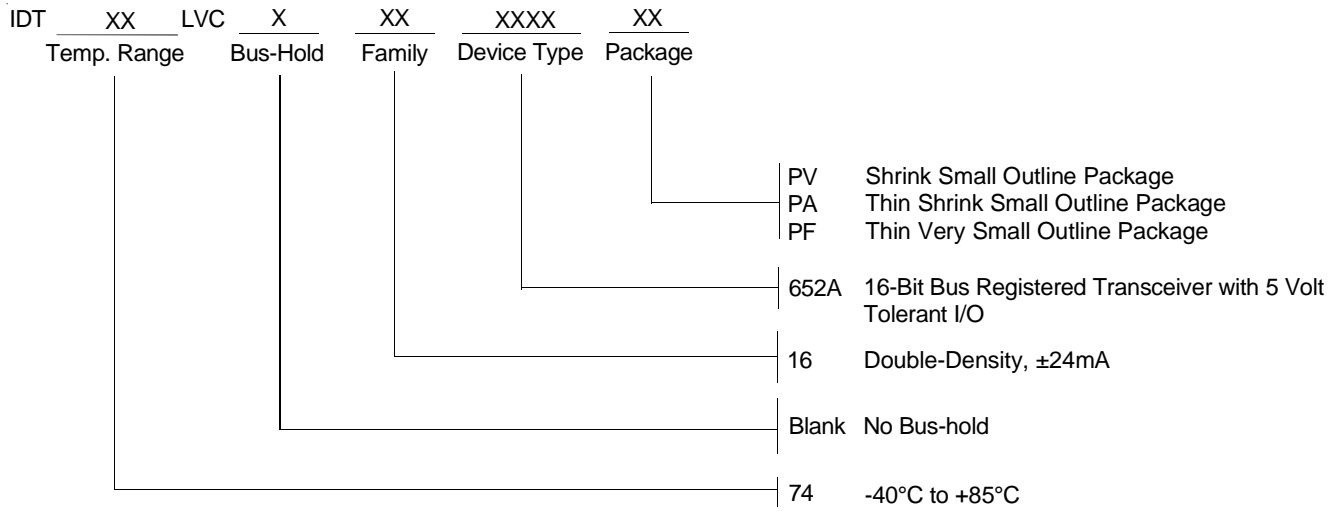 IDT XX LVC X XX XXXX XX
Temp. Range Bus-Hold Family Device Type Package
PV Shrink Small Outline Package
PA Thin Shrink Small Outline Package
PF Thin Very Small Outline Package
652A 16-Bit Bus Registered Transceiver with 5 Volt
Tolerant I/O
16 Double-Density, ±24mA
Blank No Bus-hold
74 -40°C to +85°C